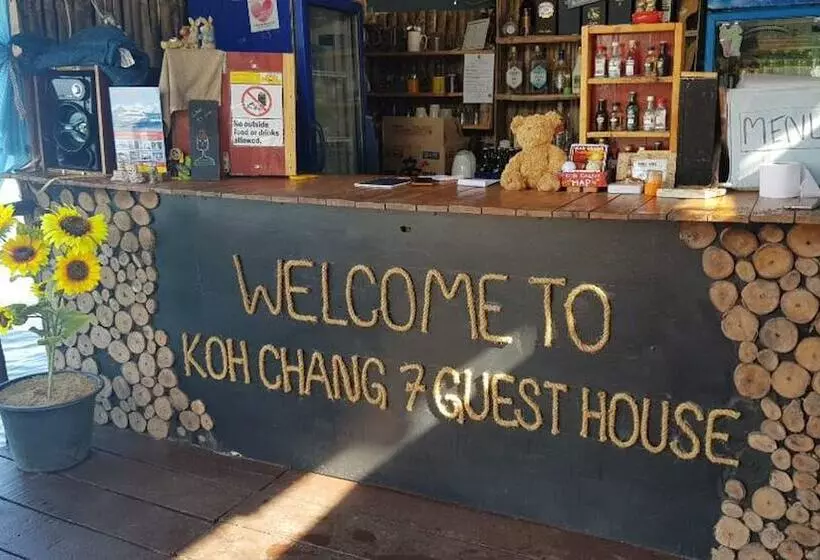 No outside
food or drinks
allowed.
MENU
WELCOME TO
KOH CHANG 7 GUEST HOUSE